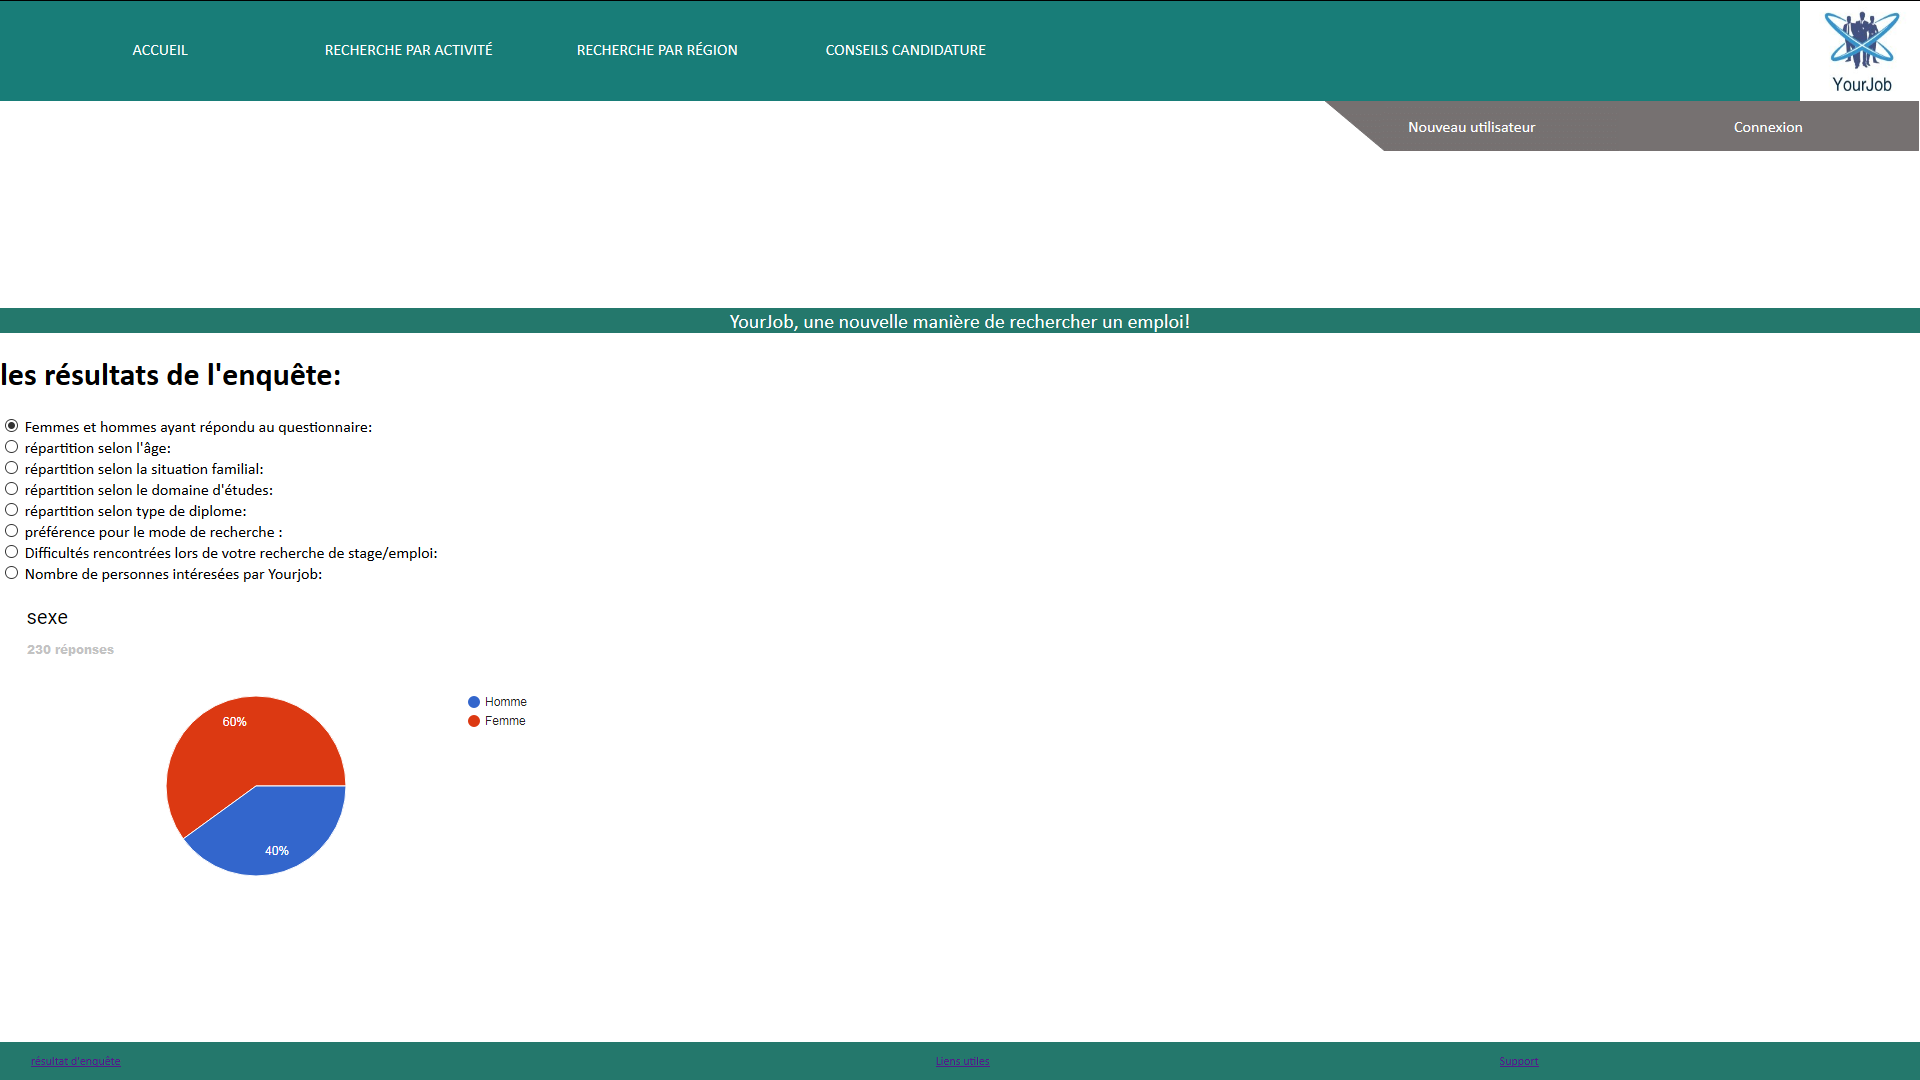 ACCUEIL RECHERCHE PAR ACTIVITÉ RECHERCHE PAR RÉGION CONSEILS CANDIDATURE
YourJob
Nouveau utilisateur Connexion
YourJob, une nouvelle manière de rechercher un emploi!
les résultats de l'enquête:
Femmes et hommes ayant répondu au questionnaire:
répartition selon l'âge:
répartition selon la situation familial:
répartition selon le domaine d'études:
répartition selon type de diplome:
préférence pour le mode de recherche :
Difficultés rencontrées lors de votre recherche de stage/emploi:
Nombre de personnes intéresées par Yourjob:
sexe
230 réponses
Homme
Femme
60%
40%
résultat d'enquête Liens utiles Support